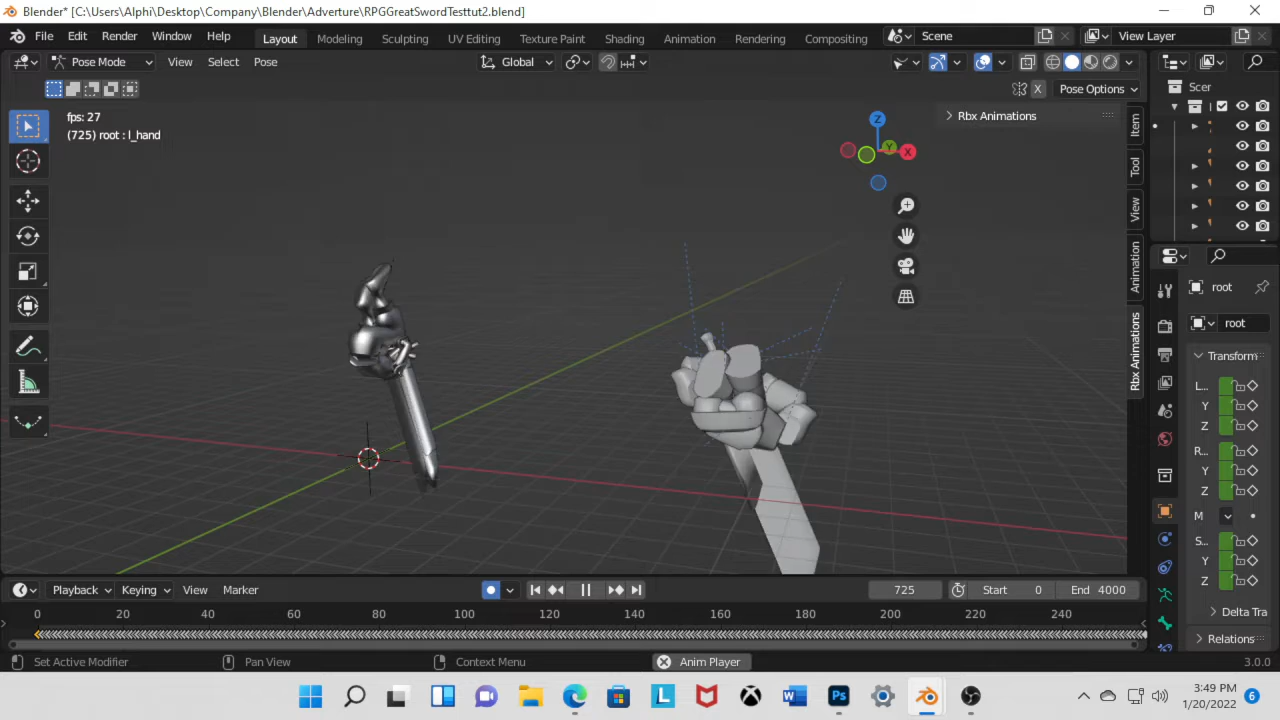 Blender* [C:\Users\Alphi\Desktop\Company\Blender\Adverture\RPGGreatSwordTesttut2.blend]
File Edit Render Window Help Layout Modeling Sculpting UV Editing Texture Paint Shading Animation Rendering Compositing Scene View Layer
Pose Mode View Select Pose Global
X Pose Options
Scer
fps: 27
(725) root : l_hand
Rbx Animations
Item
Tool
View
Animation
Rbx Animations
Z
Y
X
root
root
Transform
L...
Y
Z
R...
Y
Z
M
S...
Y
Z
Delta Tra
Relations
Playback Keying View Marker 725 Start 0 End 4000
0 20 40 60 80 100 120 140 160 180 200 220 240
Set Active Modifier Pan View Context Menu Anim Player 3.0.0
L W Ps
3:49 PM
1/20/2022
6